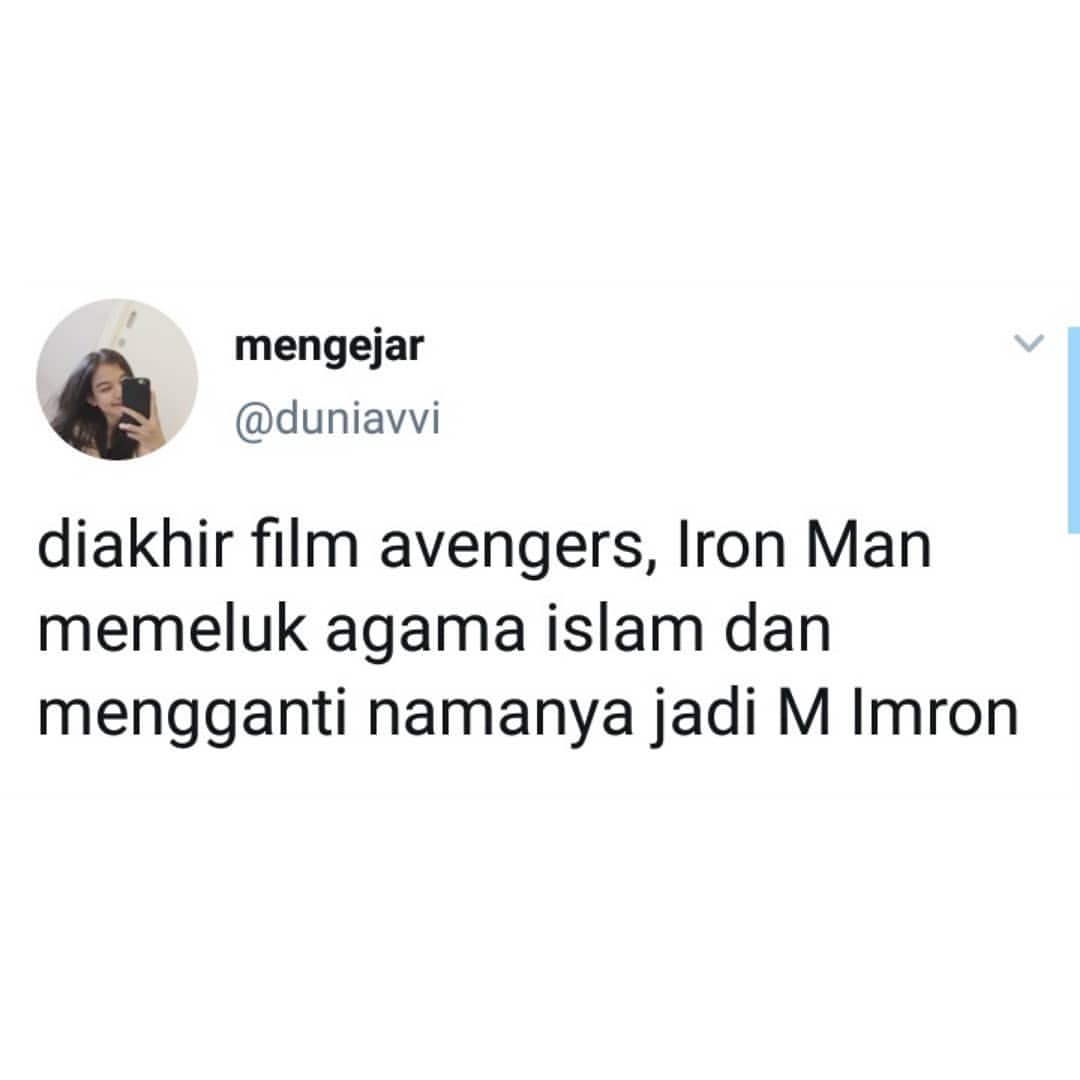 mengejar
@duniavvi
diakhir film avengers, Iron Man
memeluk agama islam dan
mengganti namanya jadi M Imron